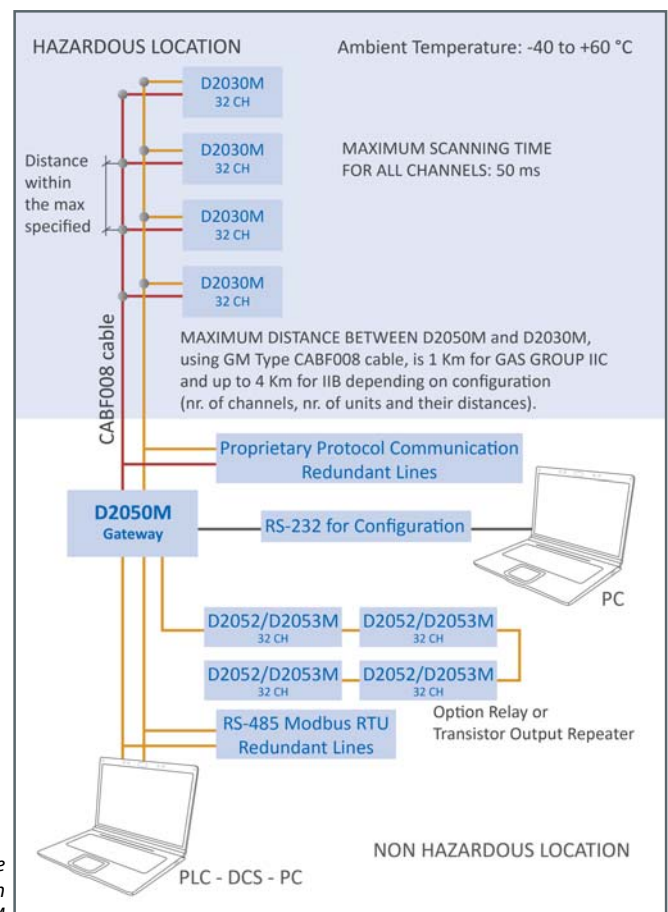 HAZARDOUS LOCATION
Ambient Temperature: -40 to +60 °C
D2030M
32 CH
D2030M
32 CH
MAXIMUM SCANNING TIME
FOR ALL CHANNELS: 50 ms
Distance
within
the max
specified
D2030M
32 CH
D2030M
32 CH
CABF008 cable
MAXIMUM DISTANCE BETWEEN D2050M and D2030M,
using GM Type CABF008 cable, is 1 Km for GAS GROUP IIC
and up to 4 Km for IIB depending on configuration
(nr. of channels, nr. of units and their distances).
Proprietary Protocol Communication
Redundant Lines
D2050M
Gateway
RS-232 for Configuration
PC
D2052/D2053M
32 CH
D2052/D2053M
32 CH
D2052/D2053M
32 CH
D2052/D2053M
32 CH
Option Relay or
Transistor Output Repeater
RS-485 Modbus RTU
Redundant Lines
PLC - DCS - PC
NON HAZARDOUS LOCATION